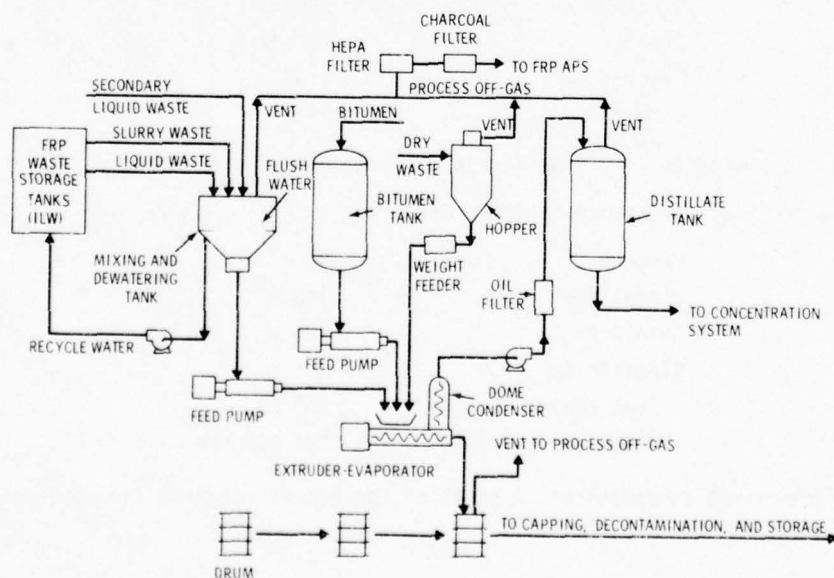 CHARCOAL
FILTER
HEPA
FILTER
TO FRP APS
PROCESS OFF-GAS
SECONDARY
LIQUID WASTE
VENT
BITUMEN
VENT
VENT
SLURRY WASTE
LIQUID WASTE
FRP
WASTE
STORAGE
TANKS
(ILW)
FLUSH
WATER
DRY
WASTE
BITUMEN
TANK
HOPPER
DISTILLATE
TANK
MIXING AND
DEWATERING
TANK
WEIGHT
FEEDER
OIL
FILTER
TO CONCENTRATION
SYSTEM
RECYCLE WATER
FEED PUMP
FEED PUMP
DOME
CONDENSER
EXTRUDER-EVAPORATOR
VENT TO PROCESS OFF-GAS
TO CAPPING, DECONTAMINATION, AND STORAGE
DRUM